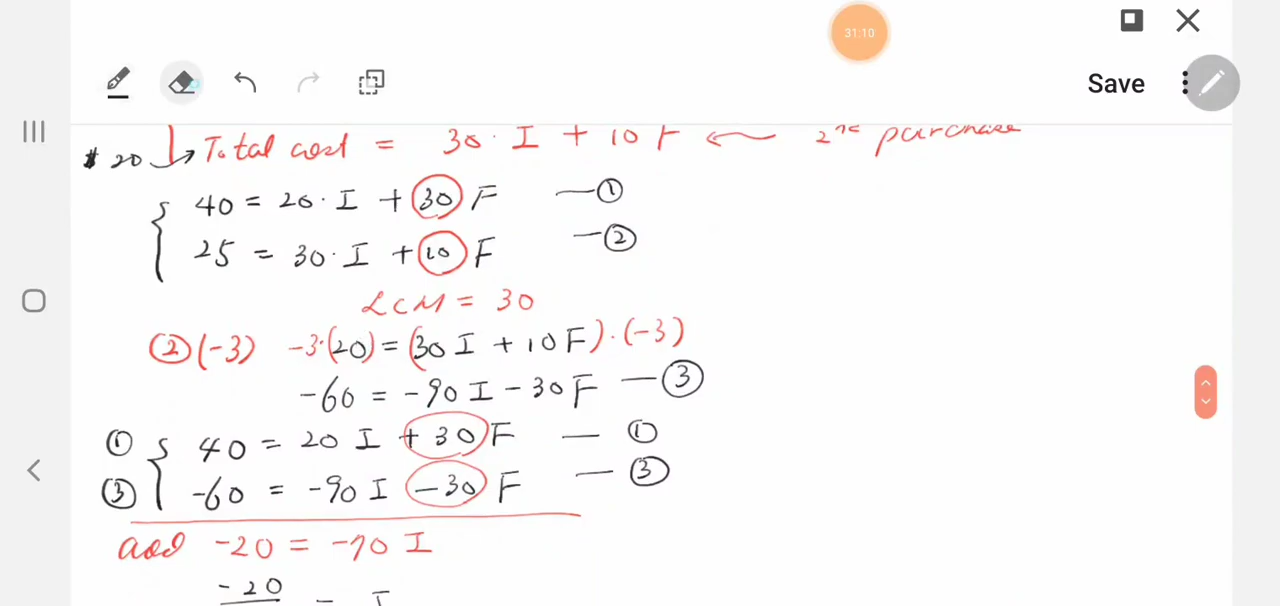 31:10
Save
$ 20 Total cost = 30 · I + 10 F ← 2nd purchase
40 = 20 · I + 30 F — ①
25 = 30 · I + 10 F — ②
LCM = 30
②(-3) -3·(20) = (30 I + 10 F) · (-3)
-60 = -90 I - 30 F — ③
① 40 = 20 I + 30 F — ①
③ -60 = -90 I - 30 F — ③
add -20 = -70 I
-20 = I